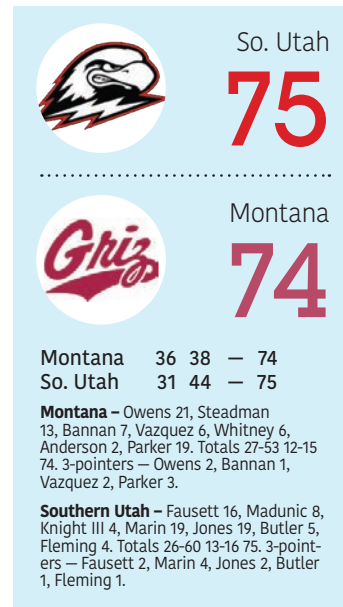 So. Utah
75
Griz
Montana
74
Montana 36 38 — 74
So. Utah 31 44 — 75
Montana – Owens 21, Steadman
13, Bannan 7, Vazquez 6, Whitney 6,
Anderson 2, Parker 19. Totals 27-53 12-15
74. 3-pointers — Owens 2, Bannan 1,
Vazquez 2, Parker 3.
Southern Utah – Fausett 16, Madunic 8,
Knight III 4, Marin 19, Jones 19, Butler 5,
Fleming 4. Totals 26-60 13-16 75. 3-point-
ers — Fausett 2, Marin 4, Jones 2, Butler
1, Fleming 1.